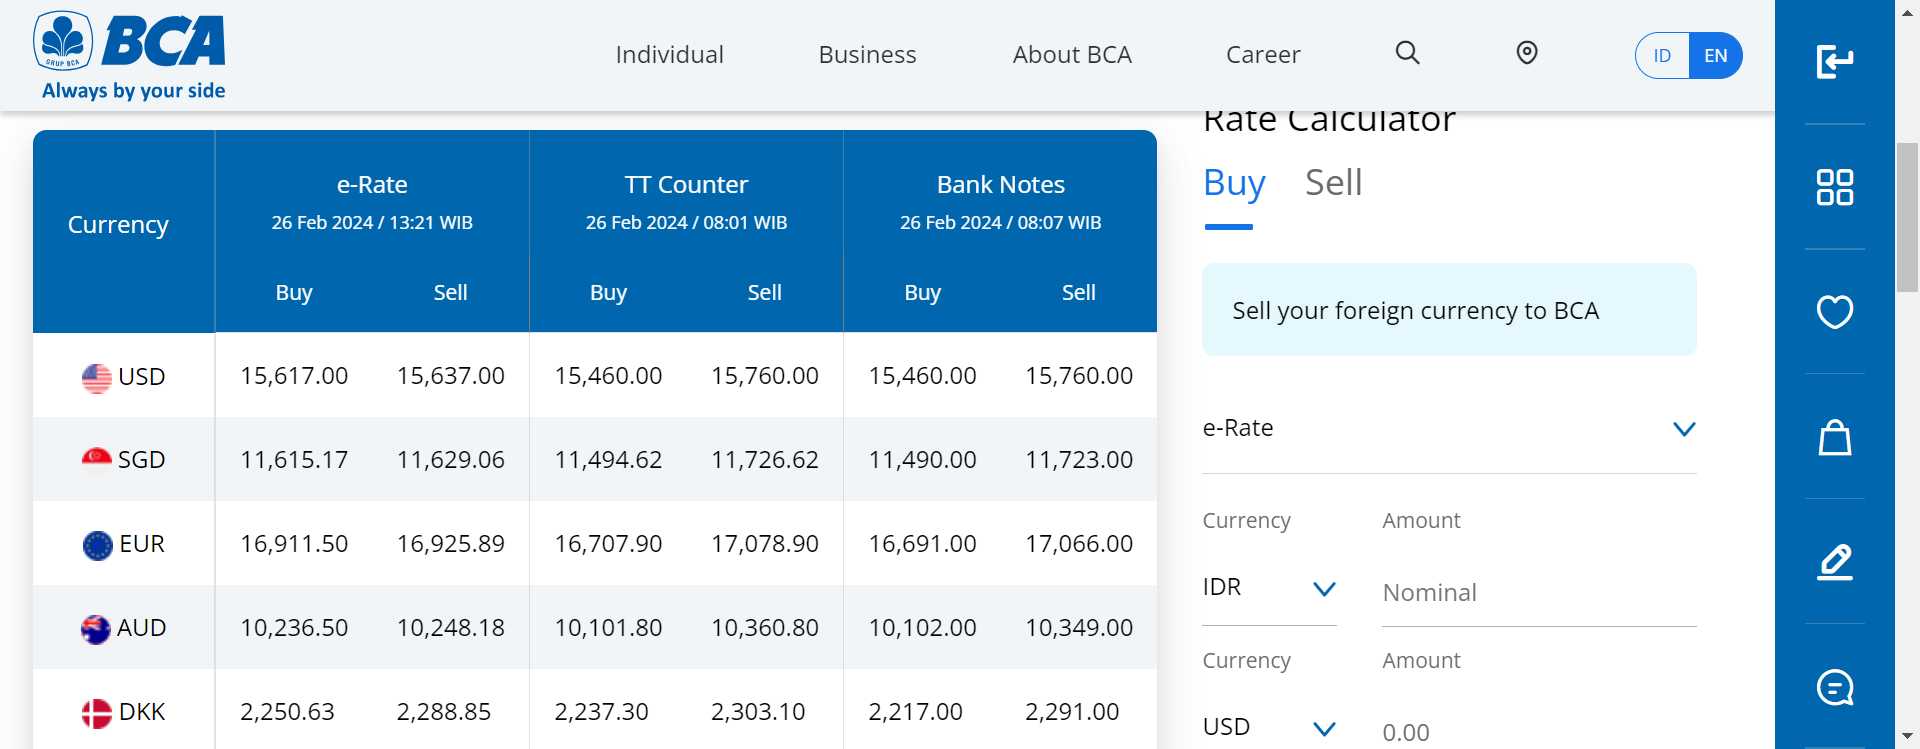 GRUP BCA
BCA
Always by your side
Individual
Business
About BCA
Career
ID
EN
Currency
e-Rate
26 Feb 2024 / 13:21 WIB
TT Counter
26 Feb 2024 / 08:01 WIB
Bank Notes
26 Feb 2024 / 08:07 WIB
Buy Sell Buy Sell Buy Sell
USD 15,617.00 15,637.00 15,460.00 15,760.00 15,460.00 15,760.00
SGD 11,615.17 11,629.06 11,494.62 11,726.62 11,490.00 11,723.00
EUR 16,911.50 16,925.89 16,707.90 17,078.90 16,691.00 17,066.00
AUD 10,236.50 10,248.18 10,101.80 10,360.80 10,102.00 10,349.00
DKK 2,250.63 2,288.85 2,237.30 2,303.10 2,217.00 2,291.00
Rate Calculator
Buy Sell
Sell your foreign currency to BCA
e-Rate
Currency Amount
IDR Nominal
Currency Amount
USD 0.00